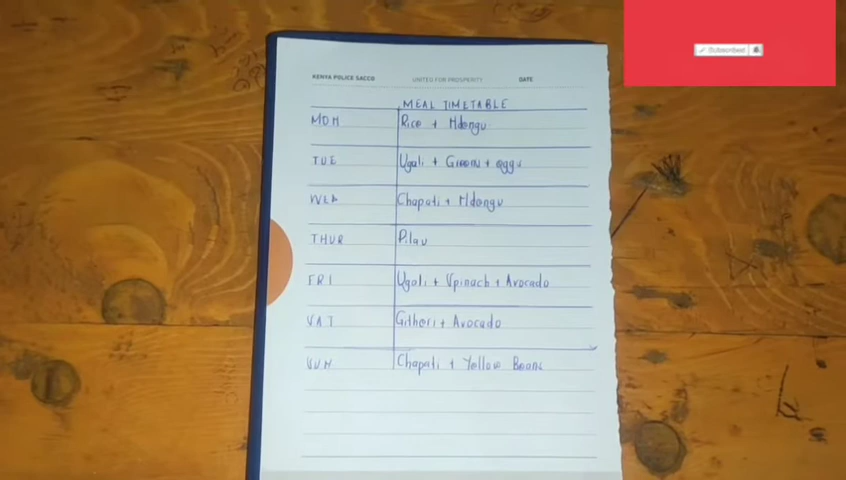 Subscribed
KENYA POLICE SACCO UNITED FOR PROSPERITY DATE
MEAL TIMETABLE
MON Rice + Ndengu
TUE Ugali + Greens + eggs
WED Chapati + Ndengu
THUR Pilau
FRI Ugali + Spinach + Avocado
SAT Githeri + Avocado
SUN Chapati + Yellow Beans